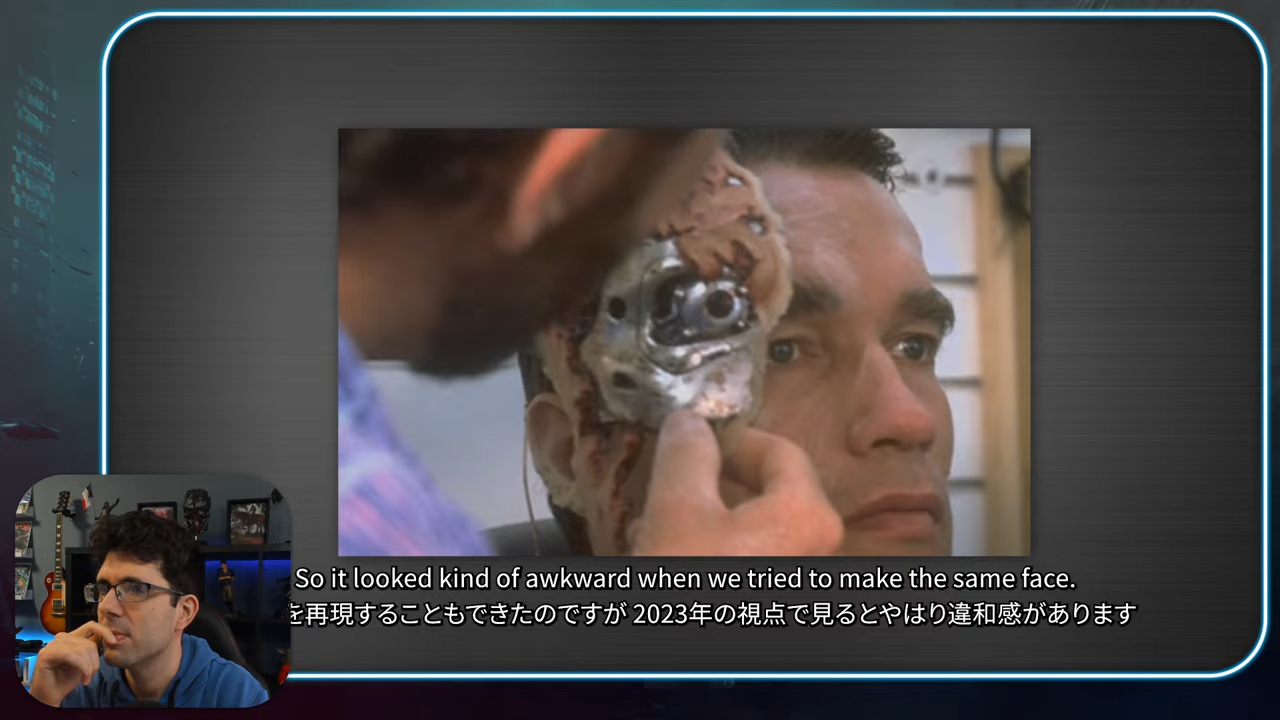 So it looked kind of awkward when we tried to make the same face.
を再現することもできたのですが 2023年の視点で見るとやはり違和感があります